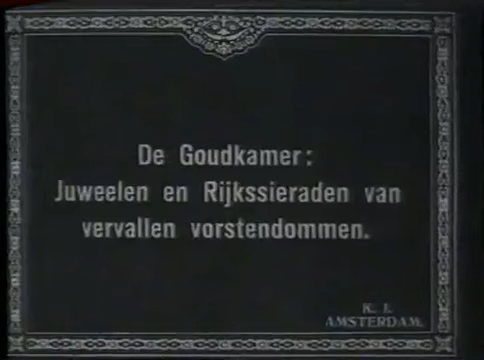 De Goudkamer:
Juweelen en Rijkssieraden van
vervallen vorstendommen.
K. I.
AMSTERDAM.